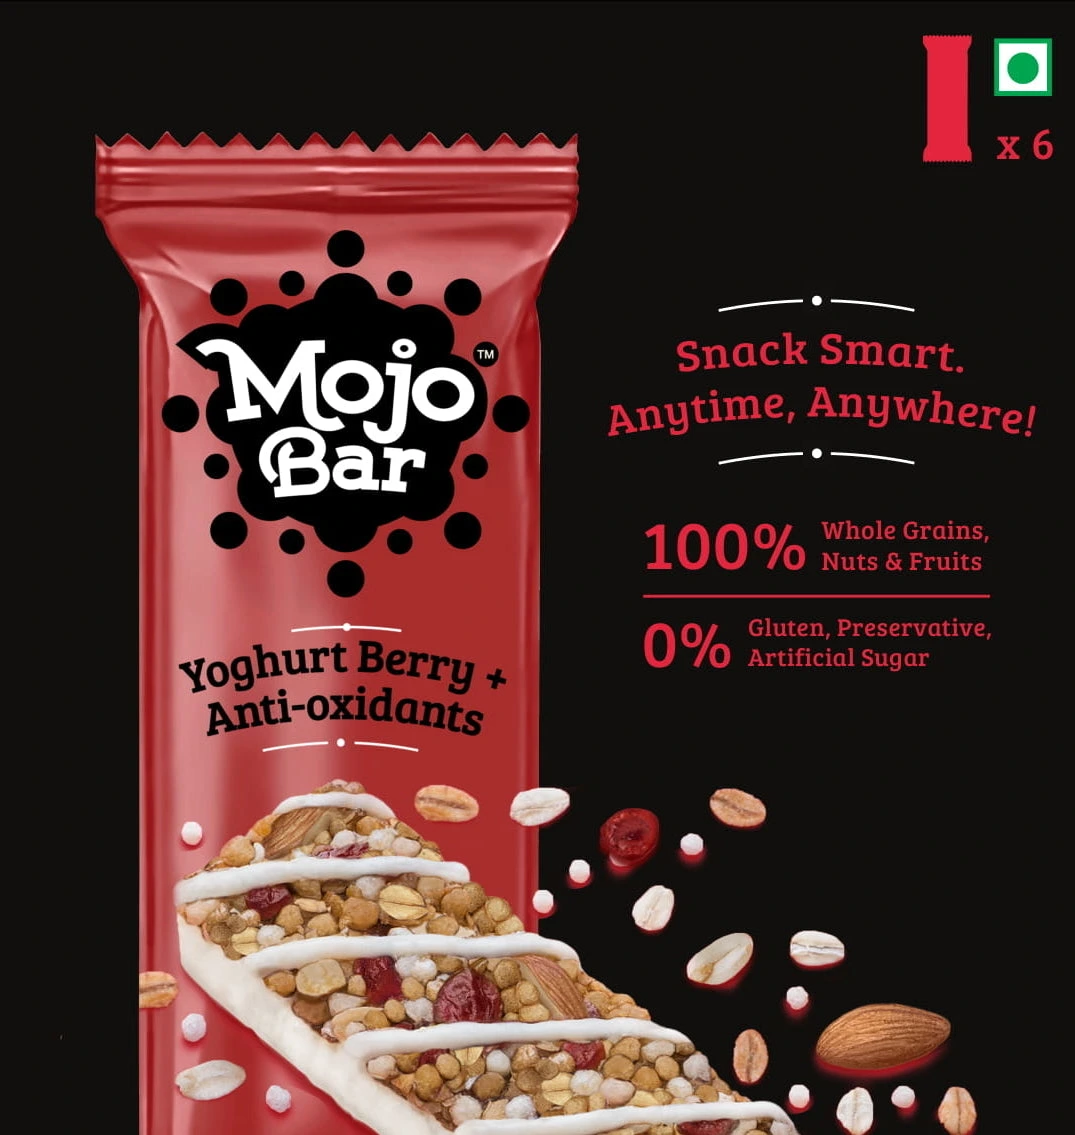 x 6
Mojo
Bar
TM
Snack Smart.
Anytime, Anywhere!
100% Whole Grains,
Nuts & Fruits
0% Gluten, Preservative,
Artificial Sugar
Yoghurt Berry +
Anti-oxidants